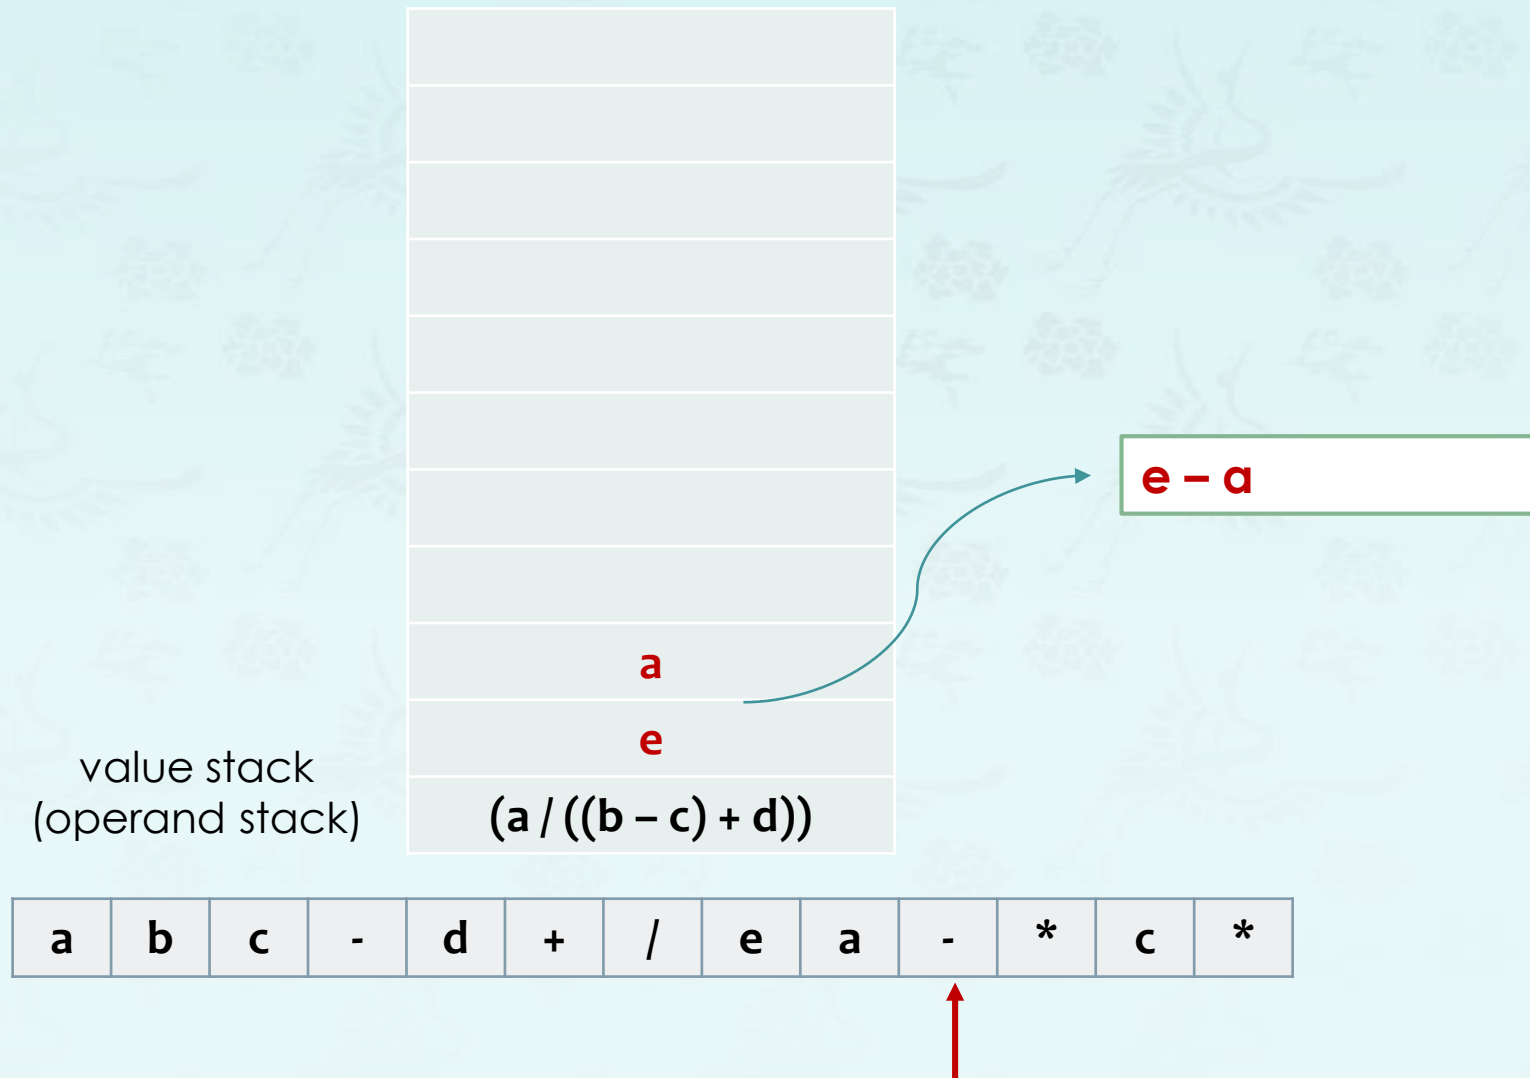 e – a
a
e
value stack
(operand stack)
(a / ((b – c) + d))
a b c - d + / e a - * c *